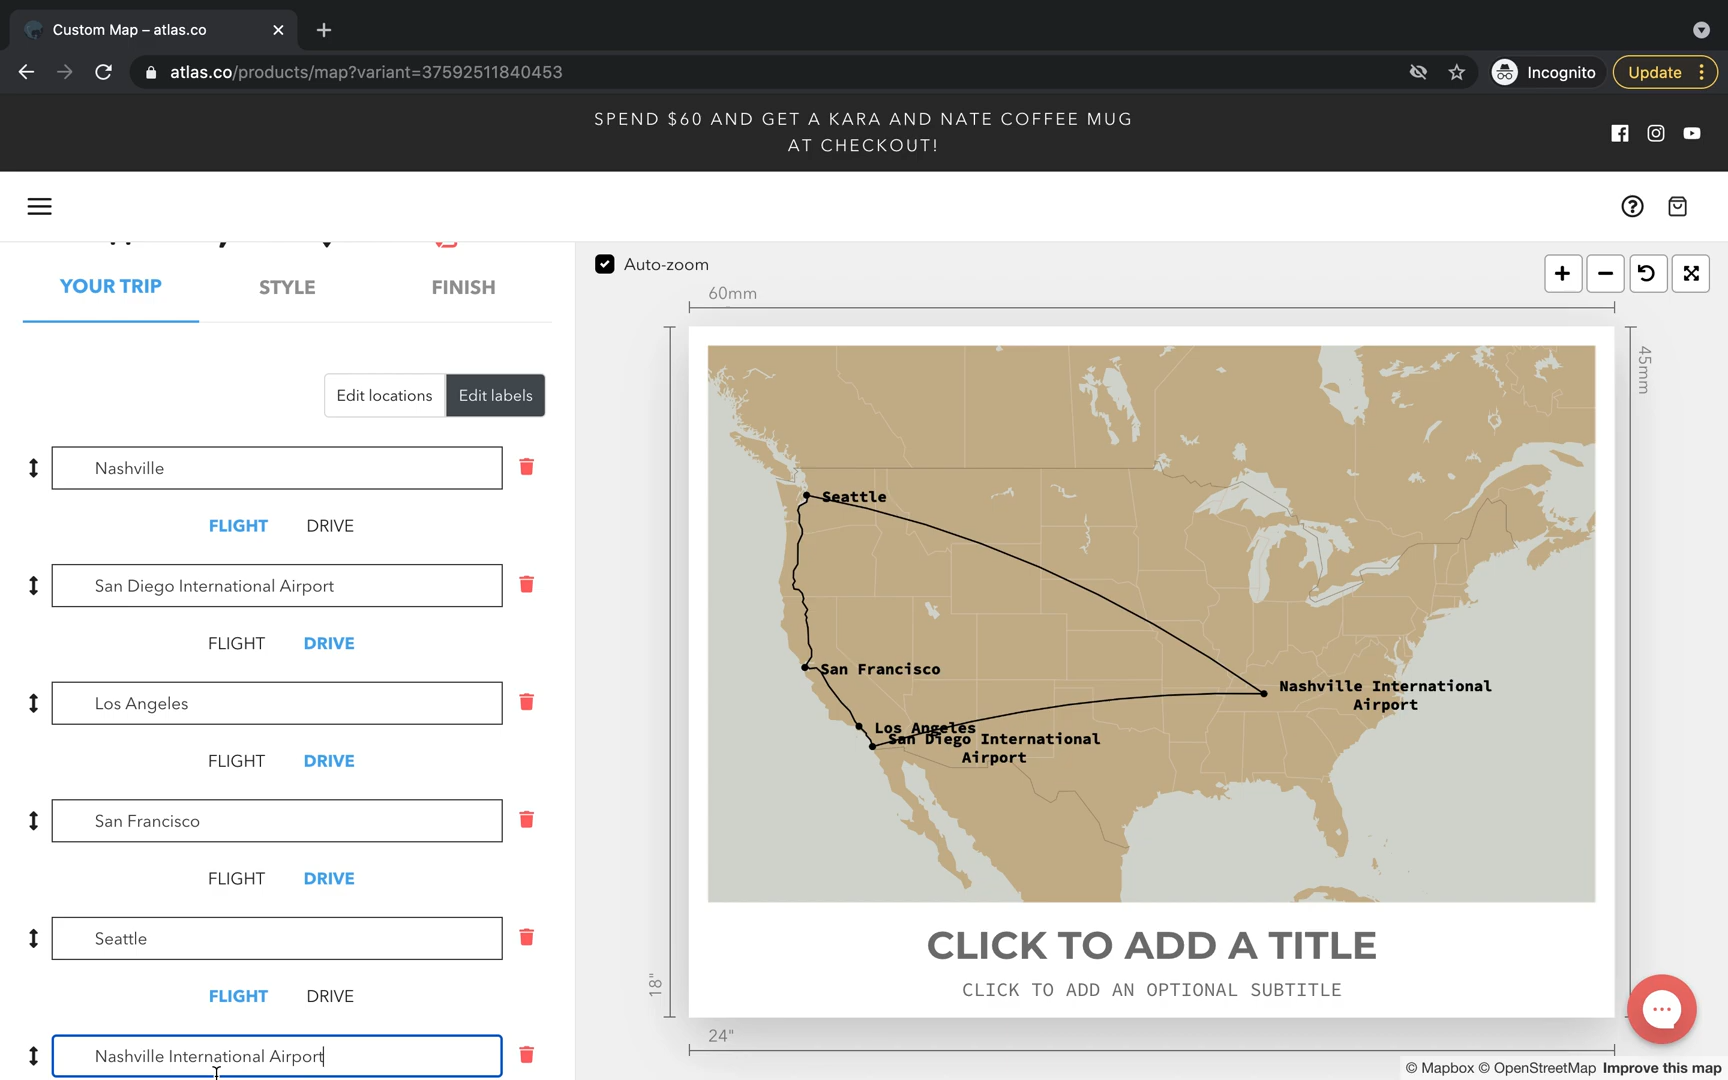 Custom Map – atlas.co
atlas.co/products/map?variant=37592511840453
Incognito
Update
SPEND $60 AND GET A KARA AND NATE COFFEE MUG
AT CHECKOUT!
YOUR TRIP
STYLE
FINISH
Edit locations
Edit labels
Nashville
FLIGHT DRIVE
San Diego International Airport
FLIGHT DRIVE
Los Angeles
FLIGHT DRIVE
San Francisco
FLIGHT DRIVE
Seattle
FLIGHT DRIVE
Nashville International Airport
Auto-zoom
60mm
45mm
Seattle
San Francisco
Nashville International
Airport
Los Angeles
San Diego International
Airport
CLICK TO ADD A TITLE
CLICK TO ADD AN OPTIONAL SUBTITLE
18"
24"
© Mapbox © OpenStreetMap Improve this map